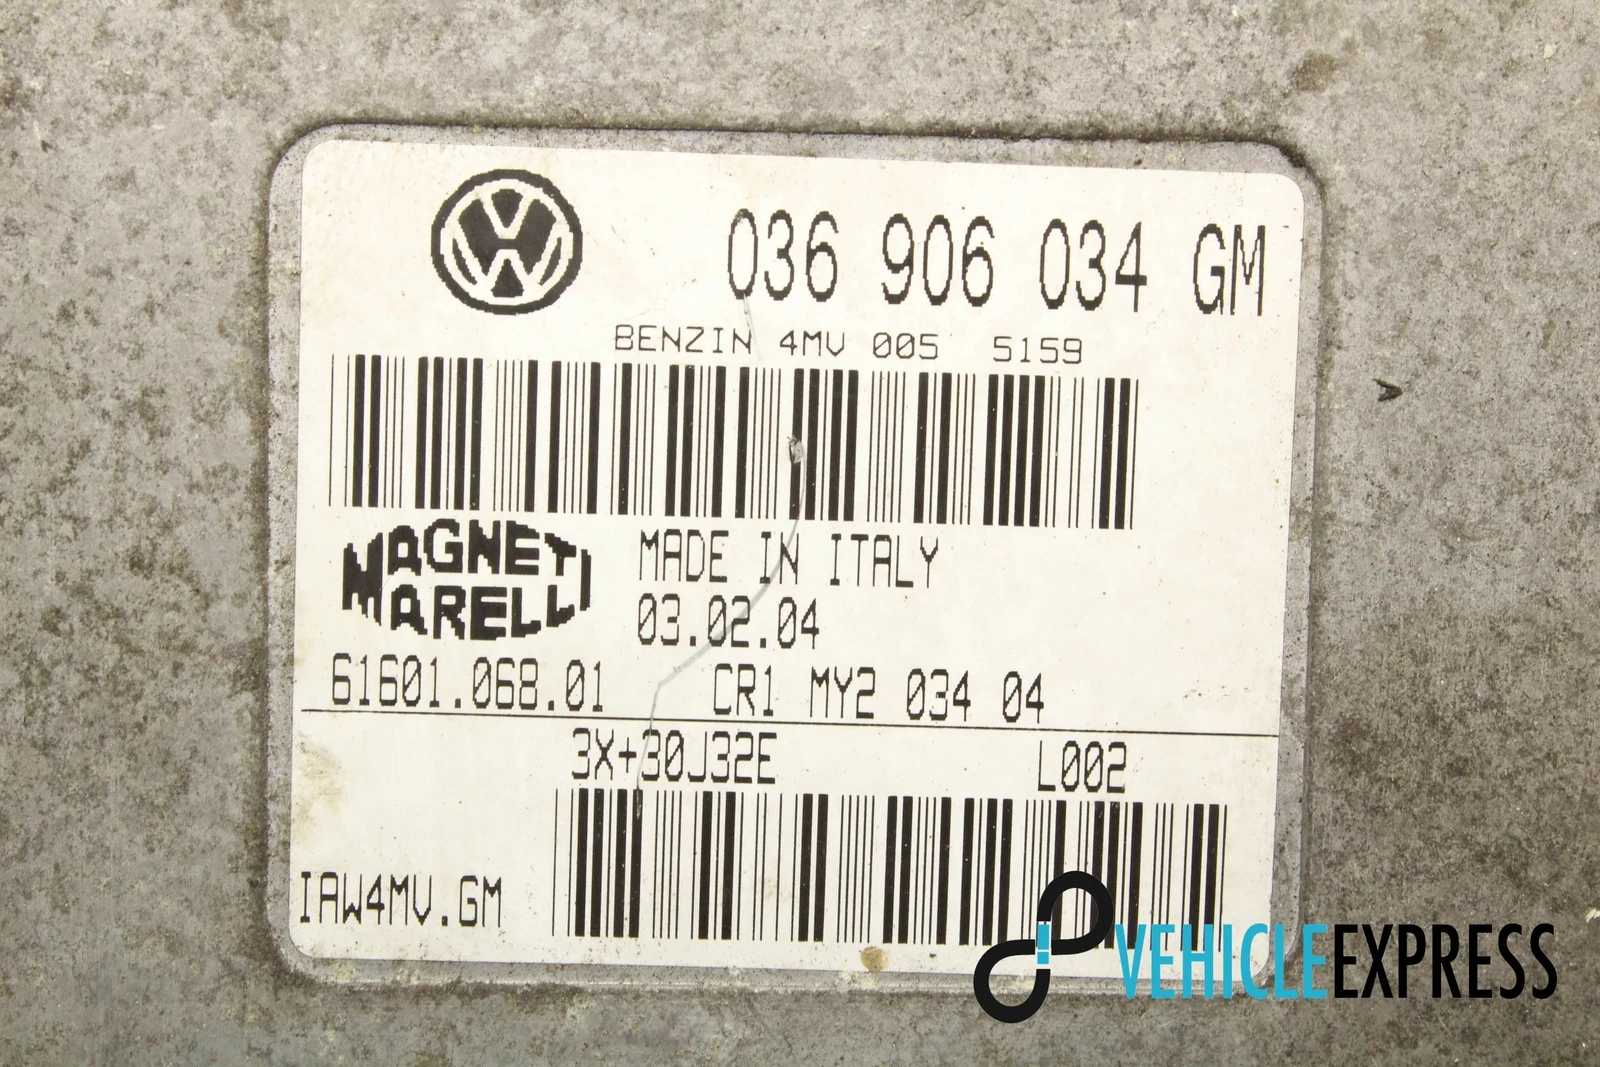 036 906 034 GM
BENZIN 4MV 005 5159
MAGNETI
MARELLI
MADE IN ITALY
03.02.04
61601.068.01 CR1 MY2 034 04
3X+30J32E L002
IAW4MV.GM
VEHICLEEXPRESS